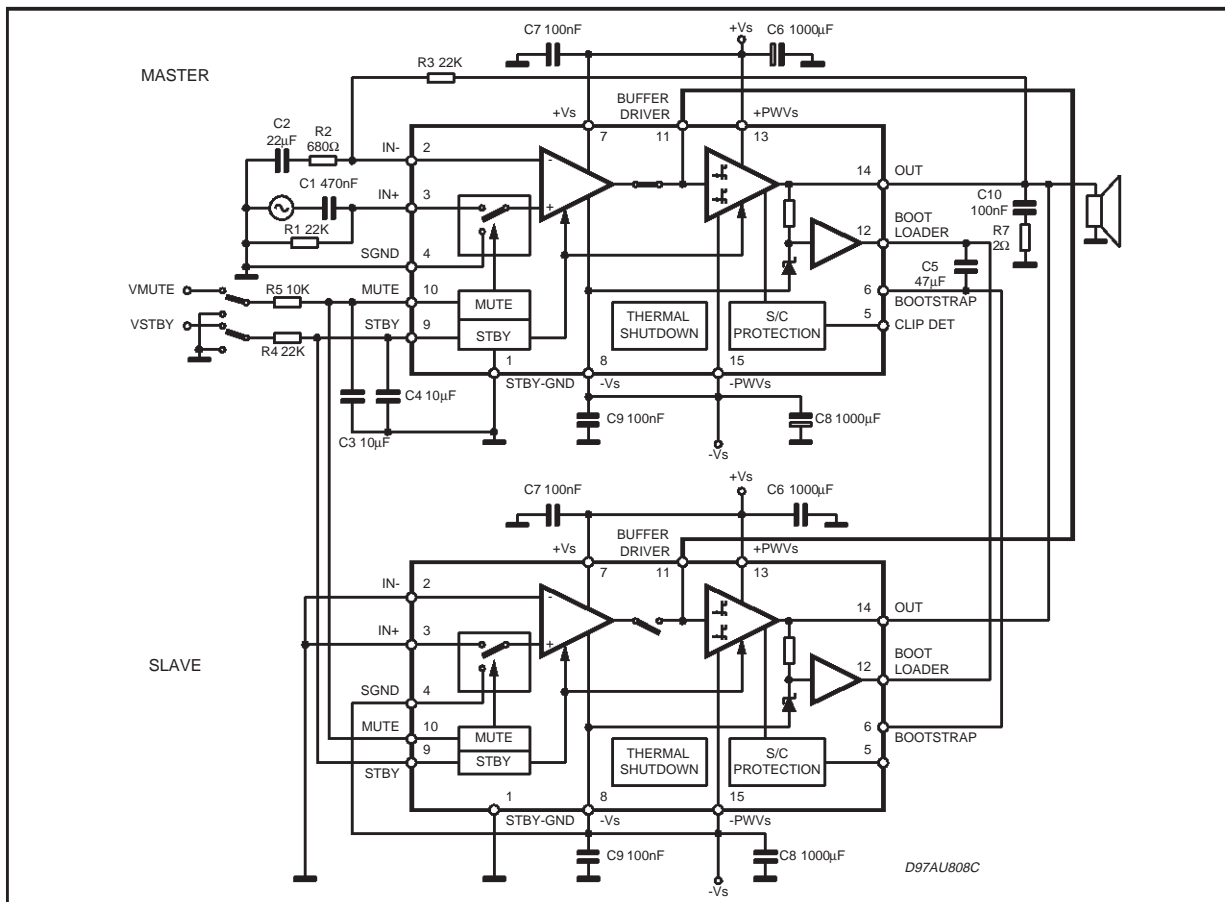 C7 100nF
+Vs
C6 1000μF
R3 22K
MASTER
BUFFER
DRIVER
+Vs
+PWVs
7
11
13
C2
22μF
R2
680Ω
IN-
2
-
14
OUT
C1 470nF
IN+
3
+
C10
100nF
R1 22K
12
BOOT
LOADER
R7
2Ω
SGND
4
C5
47μF
VMUTE
R5 10K
MUTE
10
MUTE
6
BOOTSTRAP
VSTBY
R4 22K
STBY
9
STBY
THERMAL
SHUTDOWN
S/C
PROTECTION
5
CLIP DET
1
8
15
STBY-GND
-Vs
-PWVs
C4 10μF
C3 10μF
C9 100nF
C8 1000μF
-Vs
C7 100nF
+Vs
C6 1000μF
BUFFER
DRIVER
+Vs
+PWVs
7
11
13
IN-
2
-
14
OUT
IN+
3
+
SLAVE
12
BOOT
LOADER
SGND
4
MUTE
10
MUTE
6
BOOTSTRAP
9
STBY
STBY
THERMAL
SHUTDOWN
S/C
PROTECTION
5
1
8
15
STBY-GND
-Vs
-PWVs
C9 100nF
C8 1000μF
-Vs
D97AU808C